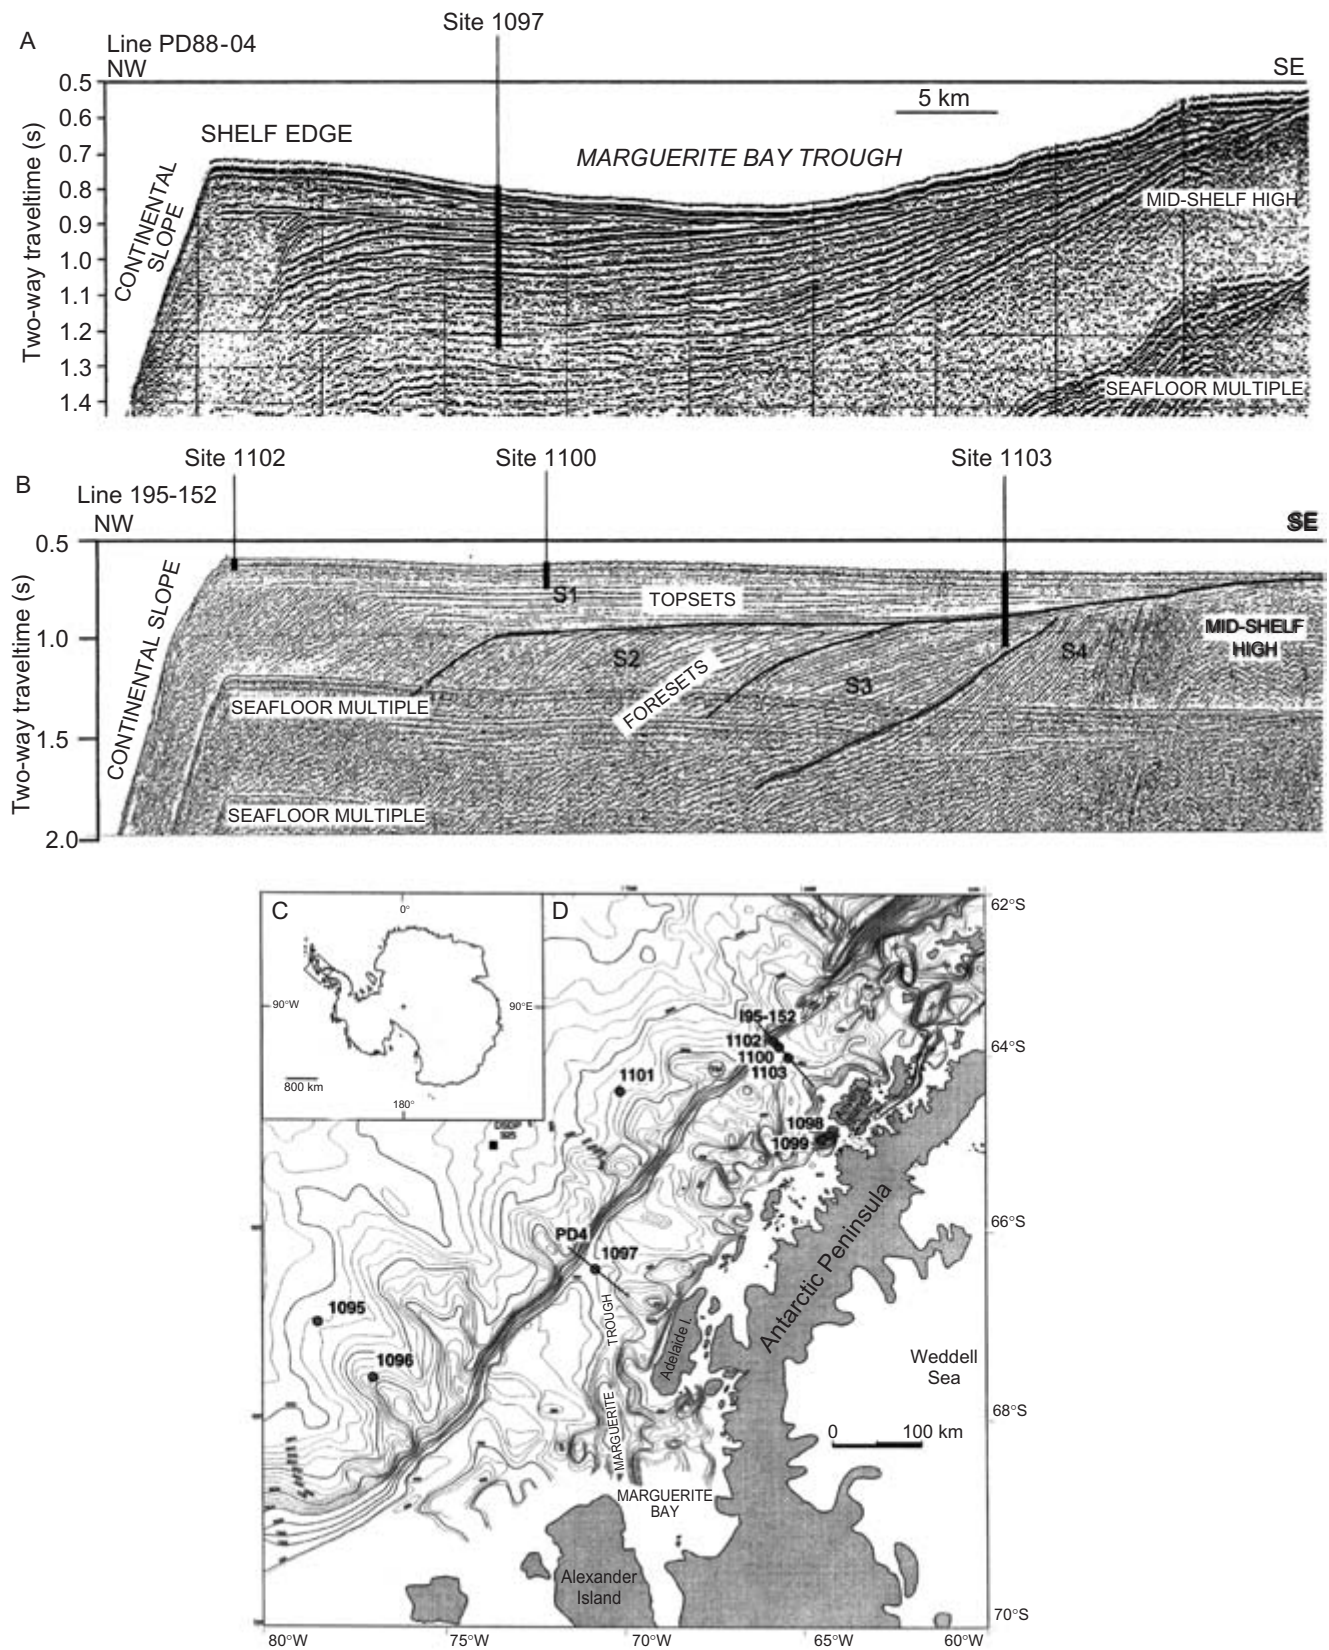 A
Line PD88-04
NW
Site 1097
SE
0.5
0.6
0.7
0.8
0.9
1.0
1.1
1.2
1.3
1.4
Two-way traveltime (s)
5 km
SHELF EDGE
MARGUERITE BAY TROUGH
CONTINENTAL
SLOPE
MID-SHELF HIGH
SEAFLOOR MULTIPLE
B
Line 195-152
NW
Site 1102
Site 1100
Site 1103
SE
0.5
1.0
1.5
2.0
Two-way traveltime (s)
CONTINENTAL SLOPE
S1
TOPSETS
S2
FORESETS
S3
S4
MID-SHELF
HIGH
SEAFLOOR MULTIPLE
SEAFLOOR MULTIPLE
C
0°
90°W
90°E
800 km
180°
D
62°S
64°S
66°S
68°S
70°S
I95-152
1102
1100
1103
1101
1098
1099
DSDP
325
PD4
1097
1095
1096
TROUGH
MARGUERITE
Adelaide I.
Antarctic Peninsula
Weddell
Sea
0 100 km
MARGUERITE
BAY
Alexander
Island
80°W
75°W
70°W
65°W
60°W